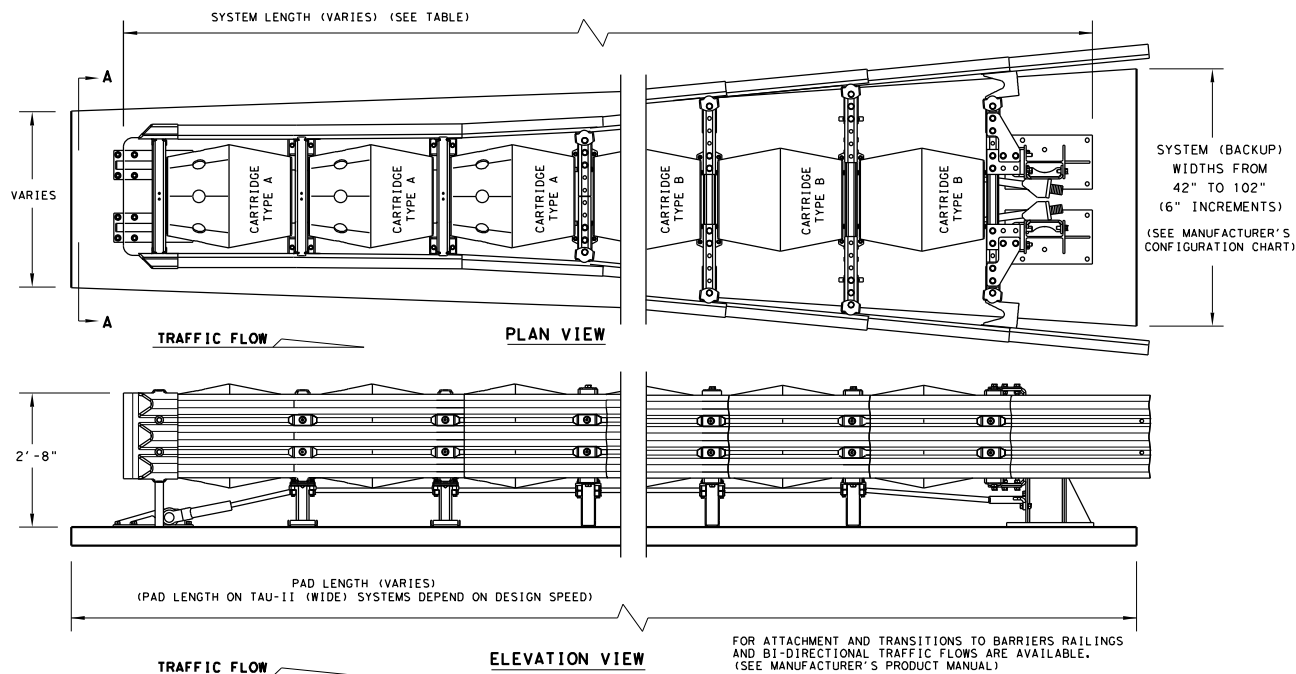 SYSTEM LENGTH (VARIES) (SEE TABLE)
A
VARIES
CARTRIDGE
TYPE A
CARTRIDGE
TYPE A
CARTRIDGE
TYPE A
CARTRIDGE
TYPE B
CARTRIDGE
TYPE B
CARTRIDGE
TYPE B
SYSTEM (BACKUP)
WIDTHS FROM
42" TO 102"
(6" INCREMENTS)
(SEE MANUFACTURER'S
CONFIGURATION CHART)
A
TRAFFIC FLOW
PLAN VIEW
2'-8"
PAD LENGTH (VARIES)
(PAD LENGTH ON TAU-II (WIDE) SYSTEMS DEPEND ON DESIGN SPEED)
TRAFFIC FLOW
ELEVATION VIEW
FOR ATTACHMENT AND TRANSITIONS TO BARRIERS RAILINGS
AND BI-DIRECTIONAL TRAFFIC FLOWS ARE AVAILABLE.
(SEE MANUFACTURER'S PRODUCT MANUAL)